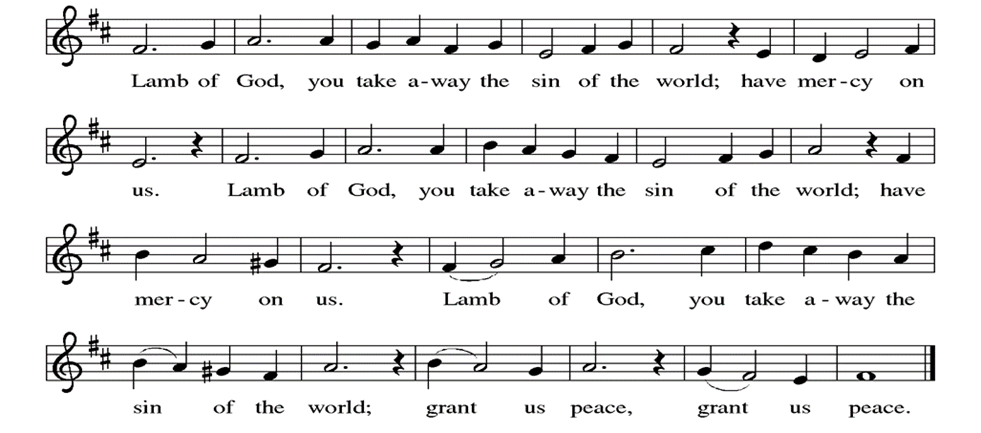 Lamb of God, you take a-way the sin of the world; have mer-cy on
us. Lamb of God, you take a-way the sin of the world; have
mer-cy on us. Lamb of God, you take a-way the
sin of the world; grant us peace, grant us peace.